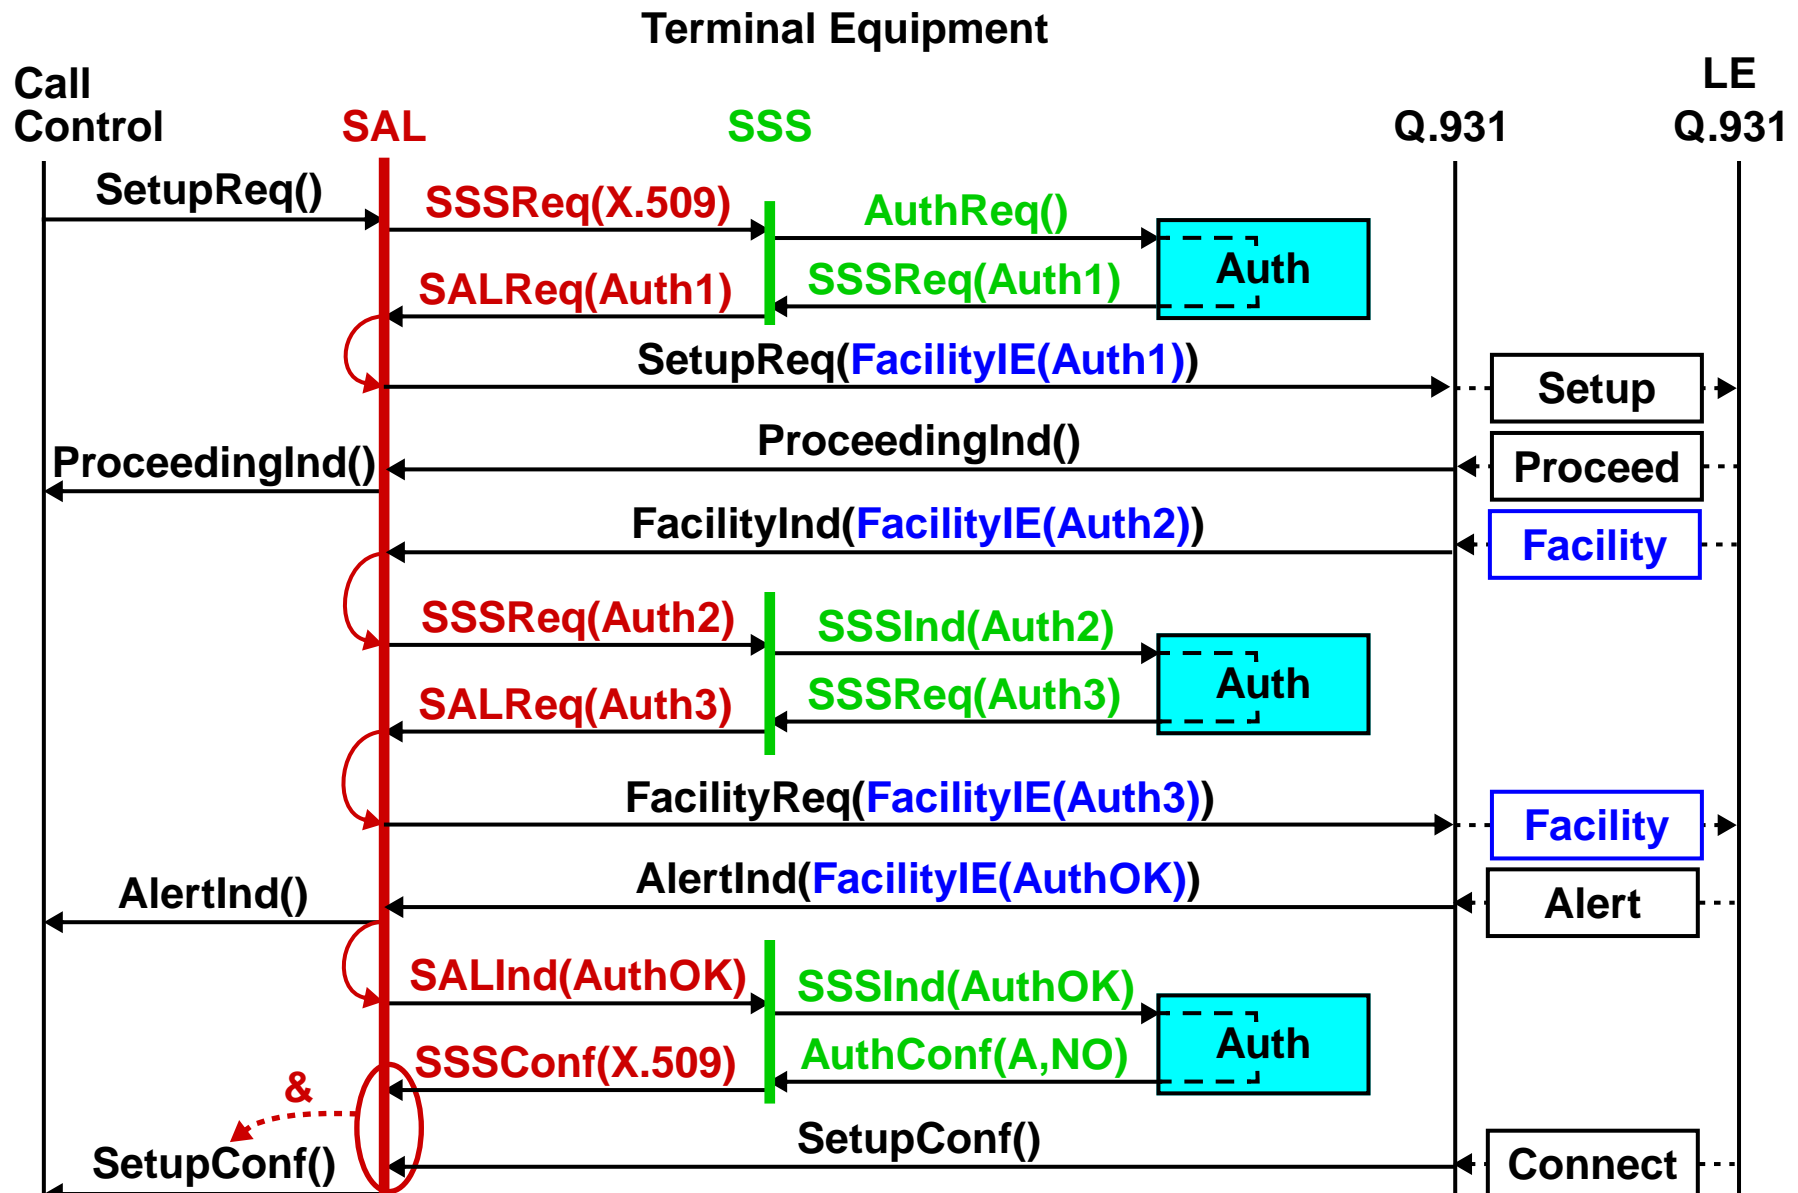 Terminal Equipment
Call
Control
SAL
SSS
Q.931
LE
Q.931
SetupReq()
SSSReq(X.509)
AuthReq()
Auth
SALReq(Auth1)
SSSReq(Auth1)
SetupReq(FacilityIE(Auth1))
Setup
ProceedingInd()
ProceedingInd()
Proceed
FacilityInd(FacilityIE(Auth2))
Facility
SSSReq(Auth2)
SSSInd(Auth2)
Auth
SALReq(Auth3)
SSSReq(Auth3)
FacilityReq(FacilityIE(Auth3))
Facility
AlertInd()
AlertInd(FacilityIE(AuthOK))
Alert
SALInd(AuthOK)
SSSInd(AuthOK)
Auth
SSSConf(X.509)
AuthConf(A,NO)
&
SetupConf()
SetupConf()
Connect